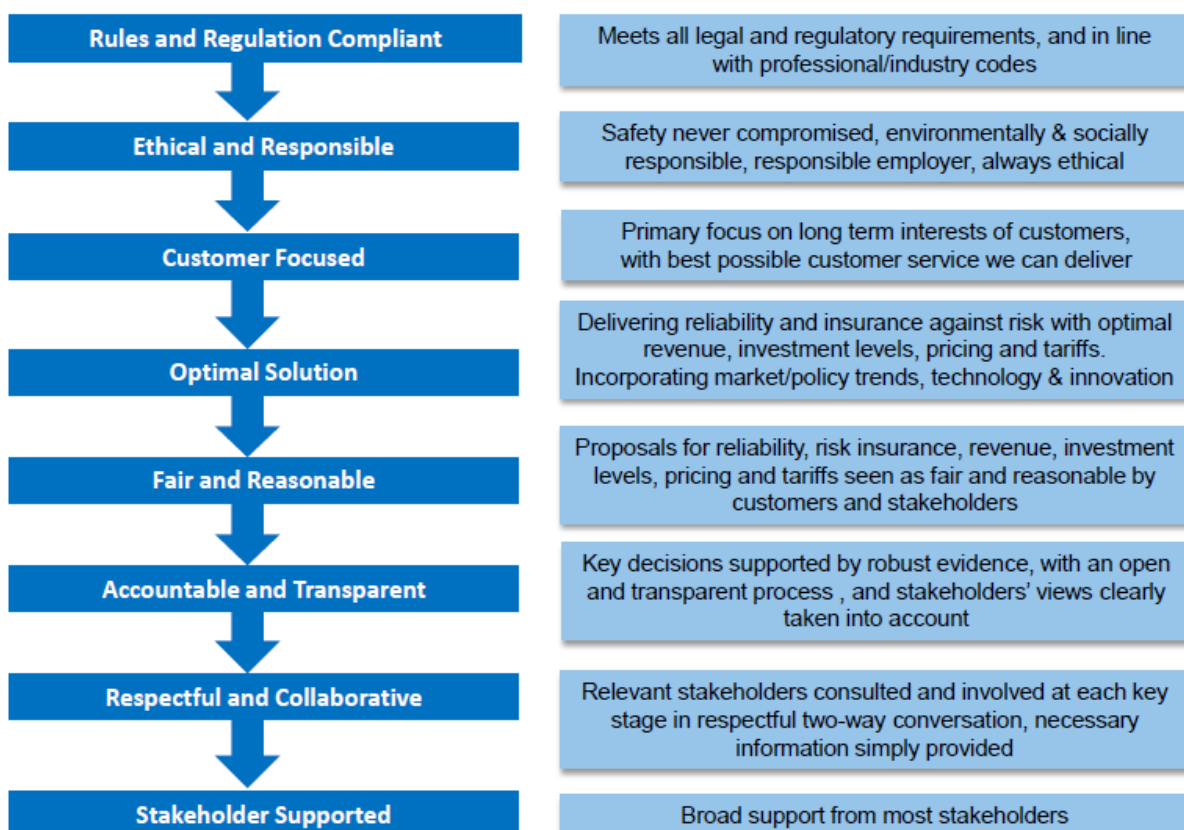 Rules and Regulation Compliant
Meets all legal and regulatory requirements, and in line
with professional/industry codes
Ethical and Responsible
Safety never compromised, environmentally & socially
responsible, responsible employer, always ethical
Customer Focused
Primary focus on long term interests of customers,
with best possible customer service we can deliver
Optimal Solution
Delivering reliability and insurance against risk with optimal
revenue, investment levels, pricing and tariffs.
Incorporating market/policy trends, technology & innovation
Fair and Reasonable
Proposals for reliability, risk insurance, revenue, investment
levels, pricing and tariffs seen as fair and reasonable by
customers and stakeholders
Accountable and Transparent
Key decisions supported by robust evidence, with an open
and transparent process , and stakeholders’ views clearly
taken into account
Respectful and Collaborative
Relevant stakeholders consulted and involved at each key
stage in respectful two-way conversation, necessary
information simply provided
Stakeholder Supported
Broad support from most stakeholders